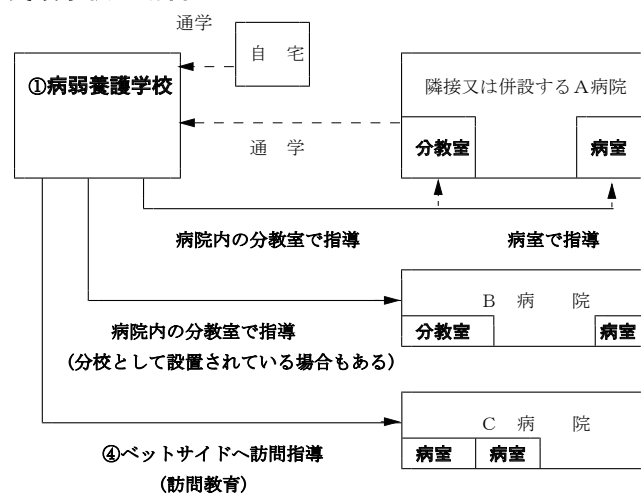 通学
自　宅
①病弱養護学校
隣接又は併設するA病院
通　学
分教室
病室
病院内の分教室で指導
病室で指導
B　病　院
分教室
病室
病院内の分教室で指導
(分校として設置されている場合もある)
C　病　院
④ベットサイドへ訪問指導
病室
病室
(訪問教育)